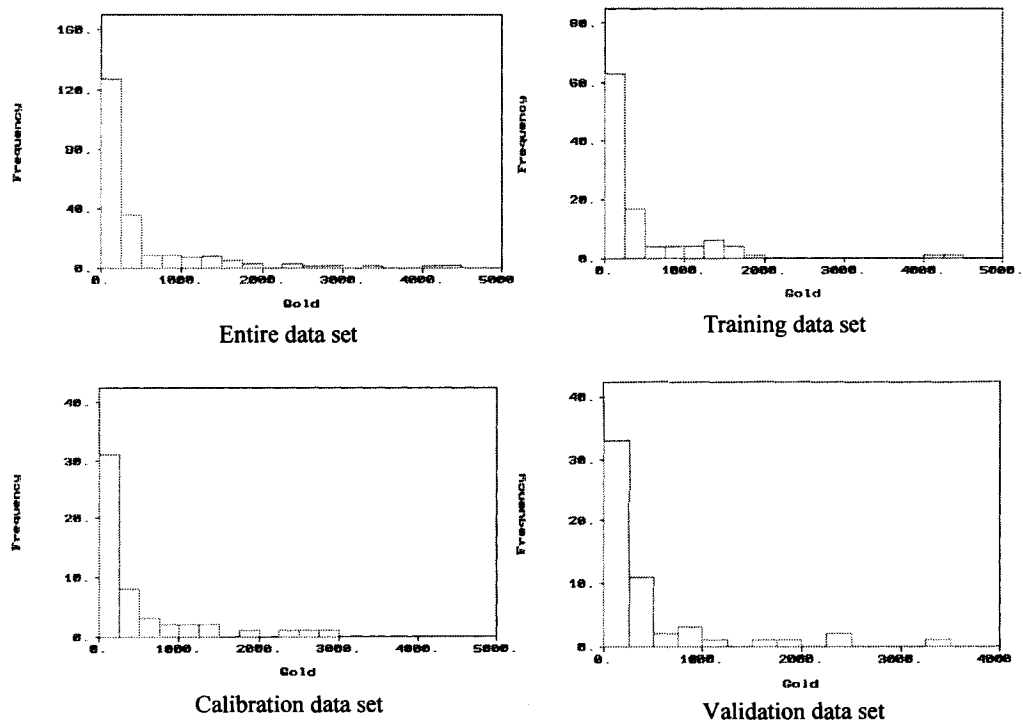 160.
120.
80.
40.
0.
Frequency
0. 1000. 2000. 3000. 4000. 5000
Gold
Entire data set
80.
60.
40.
20.
0.
Frequency
0. 1000. 2000. 3000. 4000. 5000
Gold
Training data set
40.
30.
20.
10.
0.
Frequency
0. 1000. 2000. 3000. 4000. 5000
Gold
Calibration data set
40.
30.
20.
10.
0.
Frequency
0. 1000. 2000. 3000. 4000
Gold
Validation data set